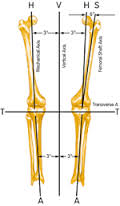 H V H S
6°
Mechanical Axis
Vertical Axis
Femoral Shaft Axis
3° 3°
Transverse A
T T
3° 3°
A A